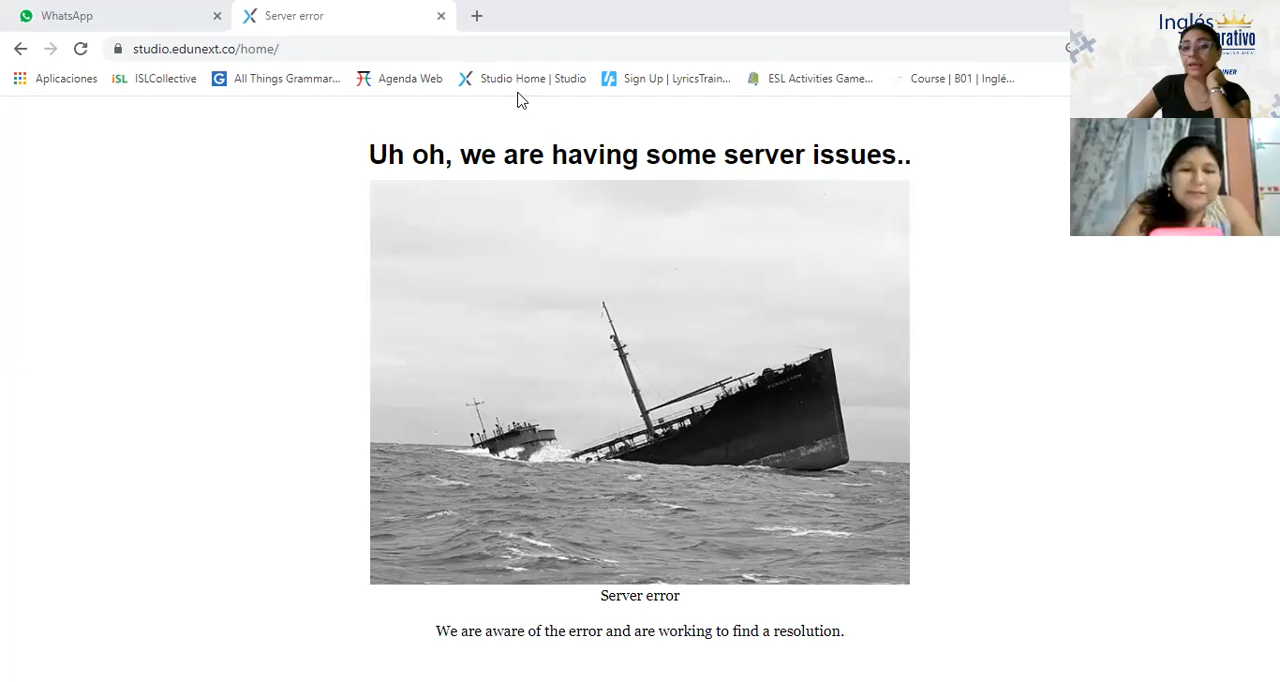 WhatsApp
Server error
studio.edunext.co/home/
Aplicaciones
iSL ISLCollective
G All Things Grammar...
Agenda Web
Studio Home | Studio
Sign Up | LyricsTrain...
ESL Activities Game...
Course | B01 | Inglé...
Inglés
Uh oh, we are having some server issues..
PENDLETON
Server error
We are aware of the error and are working to find a resolution.